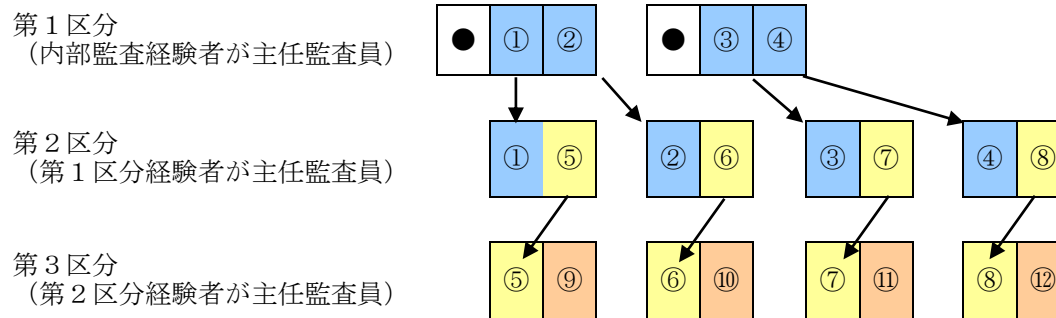 第１区分
（内部監査経験者が主任監査員）
● ① ② ● ③ ④
第２区分
（第１区分経験者が主任監査員）
① ⑤ ② ⑥ ③ ⑦ ④ ⑧
第３区分
（第２区分経験者が主任監査員）
⑤ ⑨ ⑥ ⑩ ⑦ ⑪ ⑧ ⑫